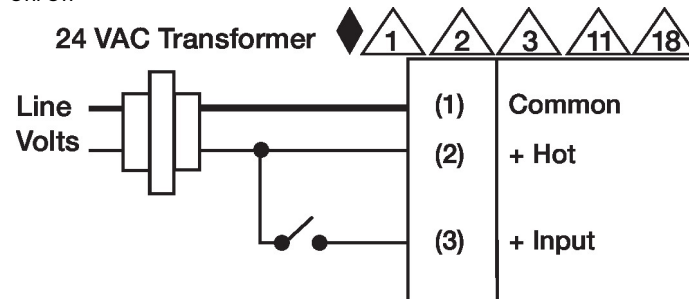 24 VAC Transformer 1 2 3 11 18
Line
Volts
(1) Common
(2) + Hot
(3) + Input